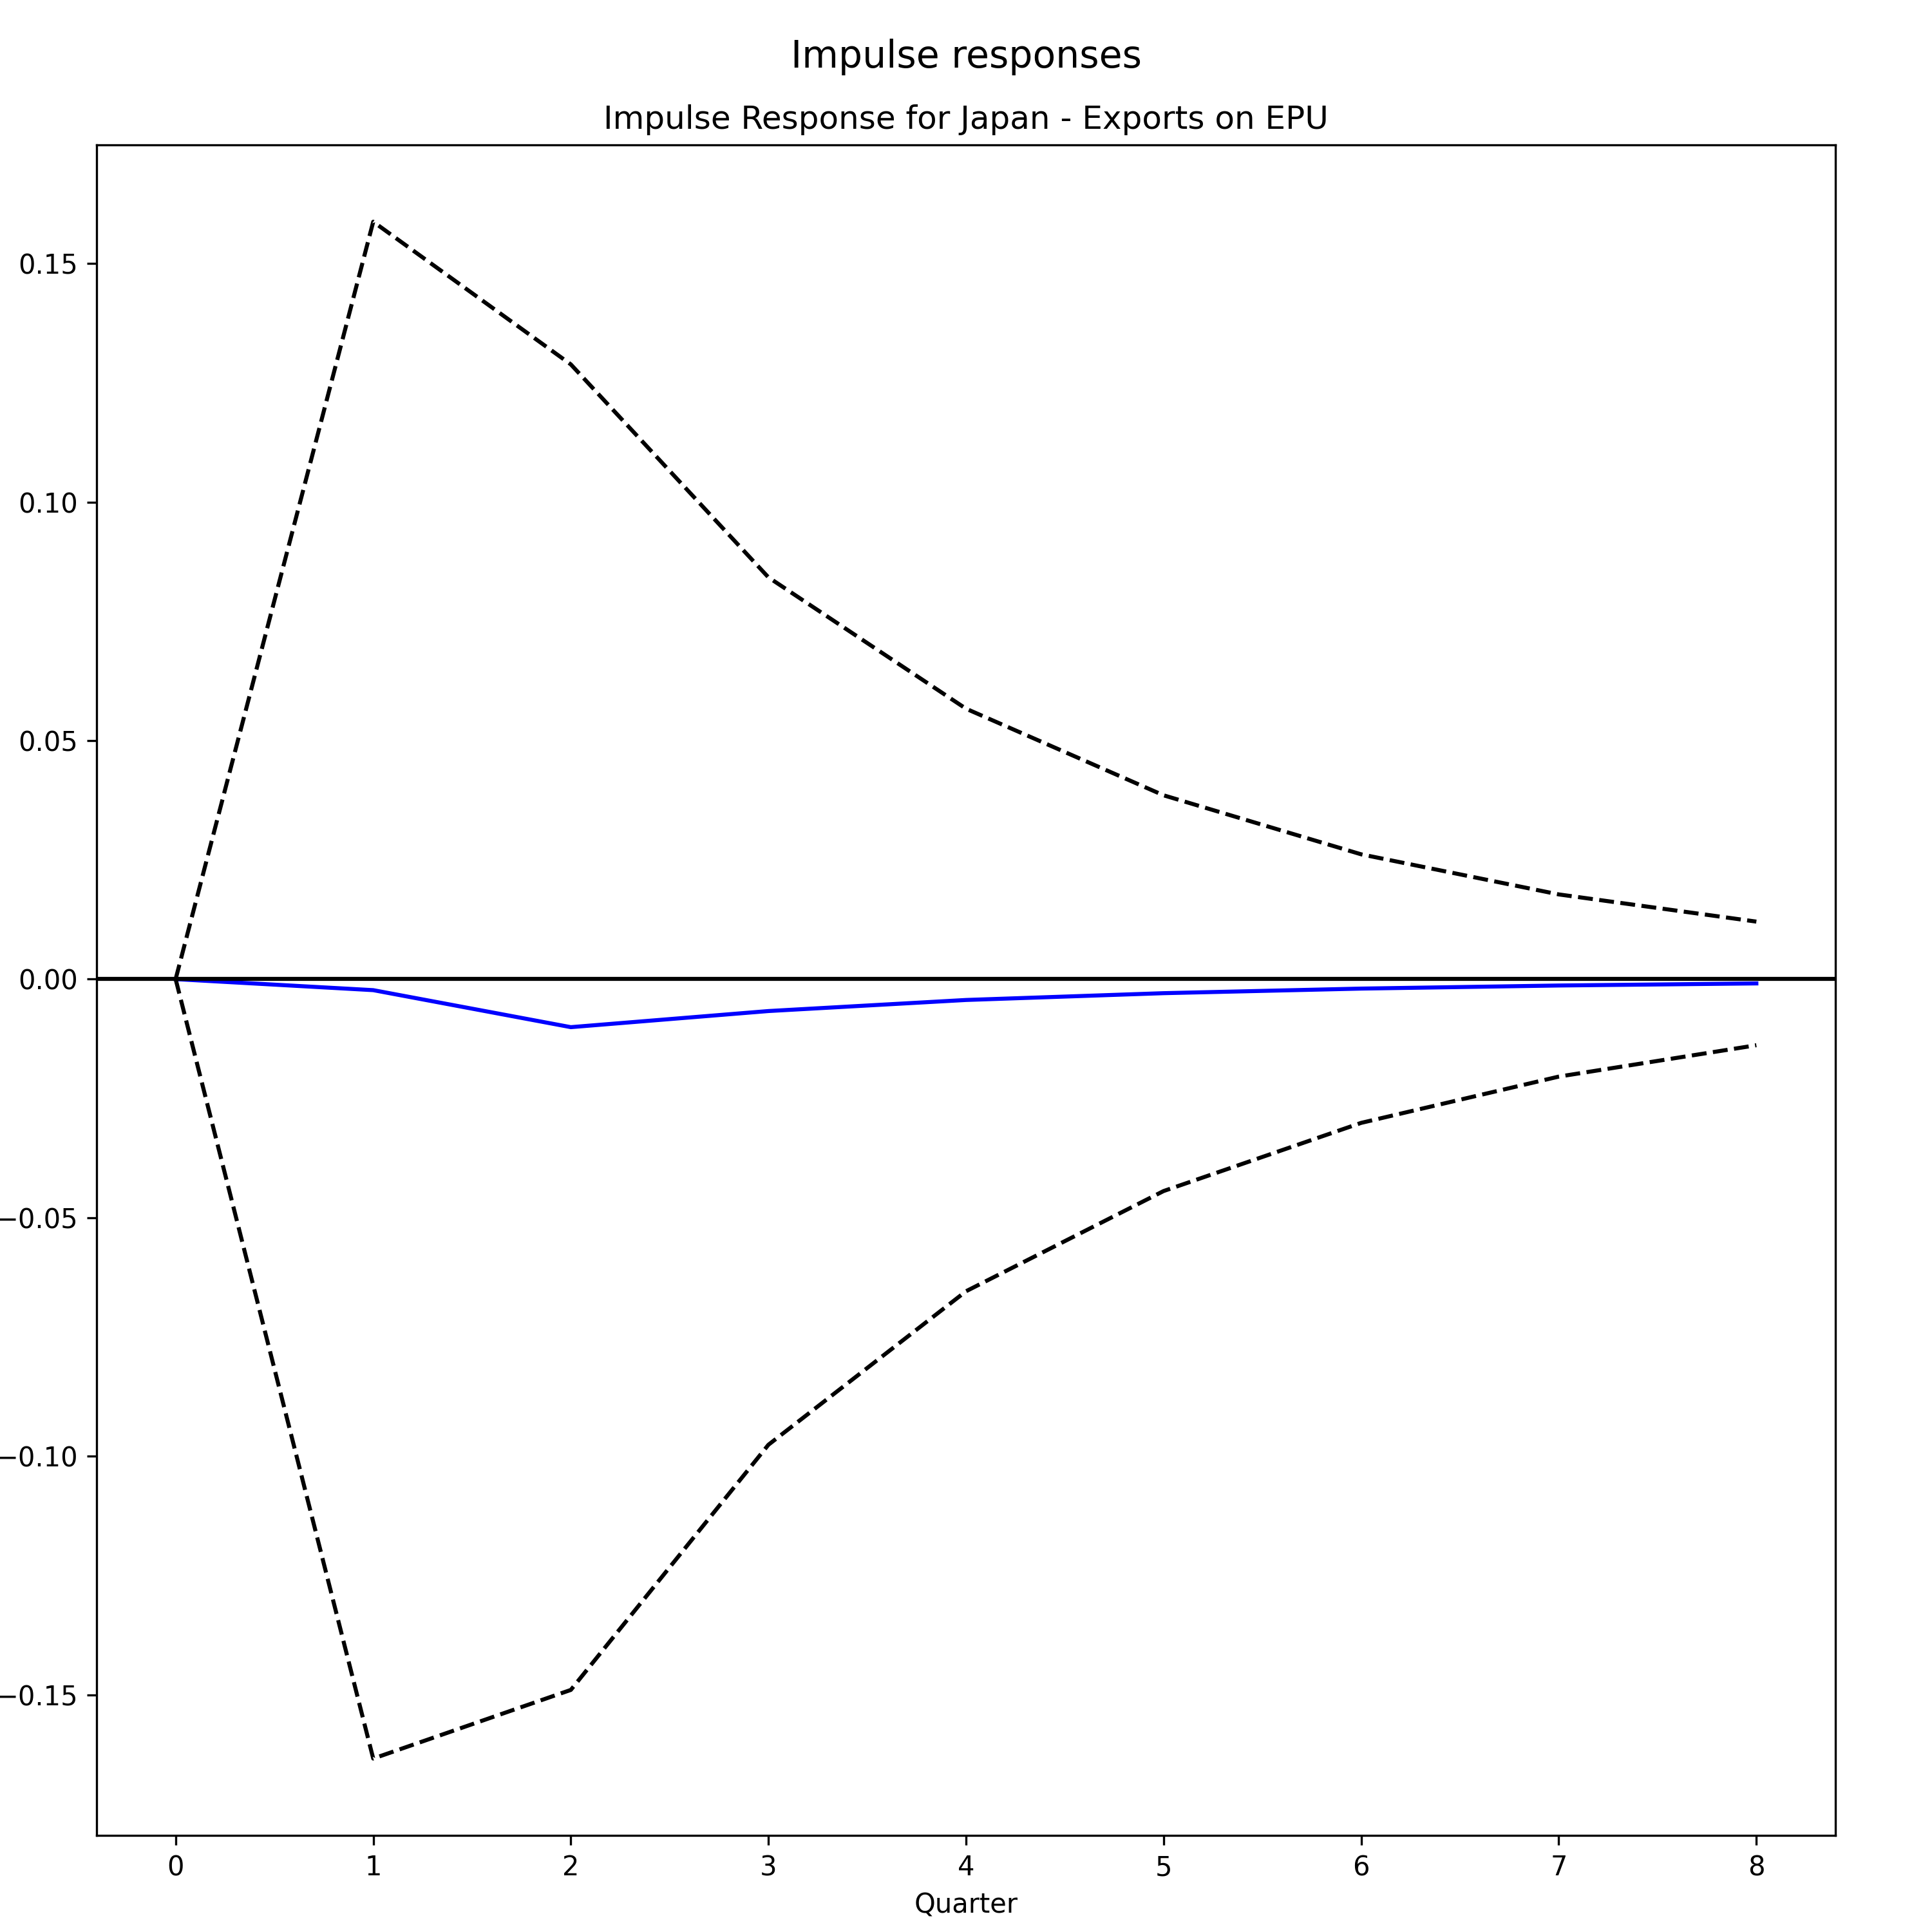 Impulse responses
Impulse Response for Japan - Exports on EPU
0.15
0.10
0.05
0.00
−0.05
−0.10
−0.15
0 1 2 3 4 5 6 7 8
Quarter